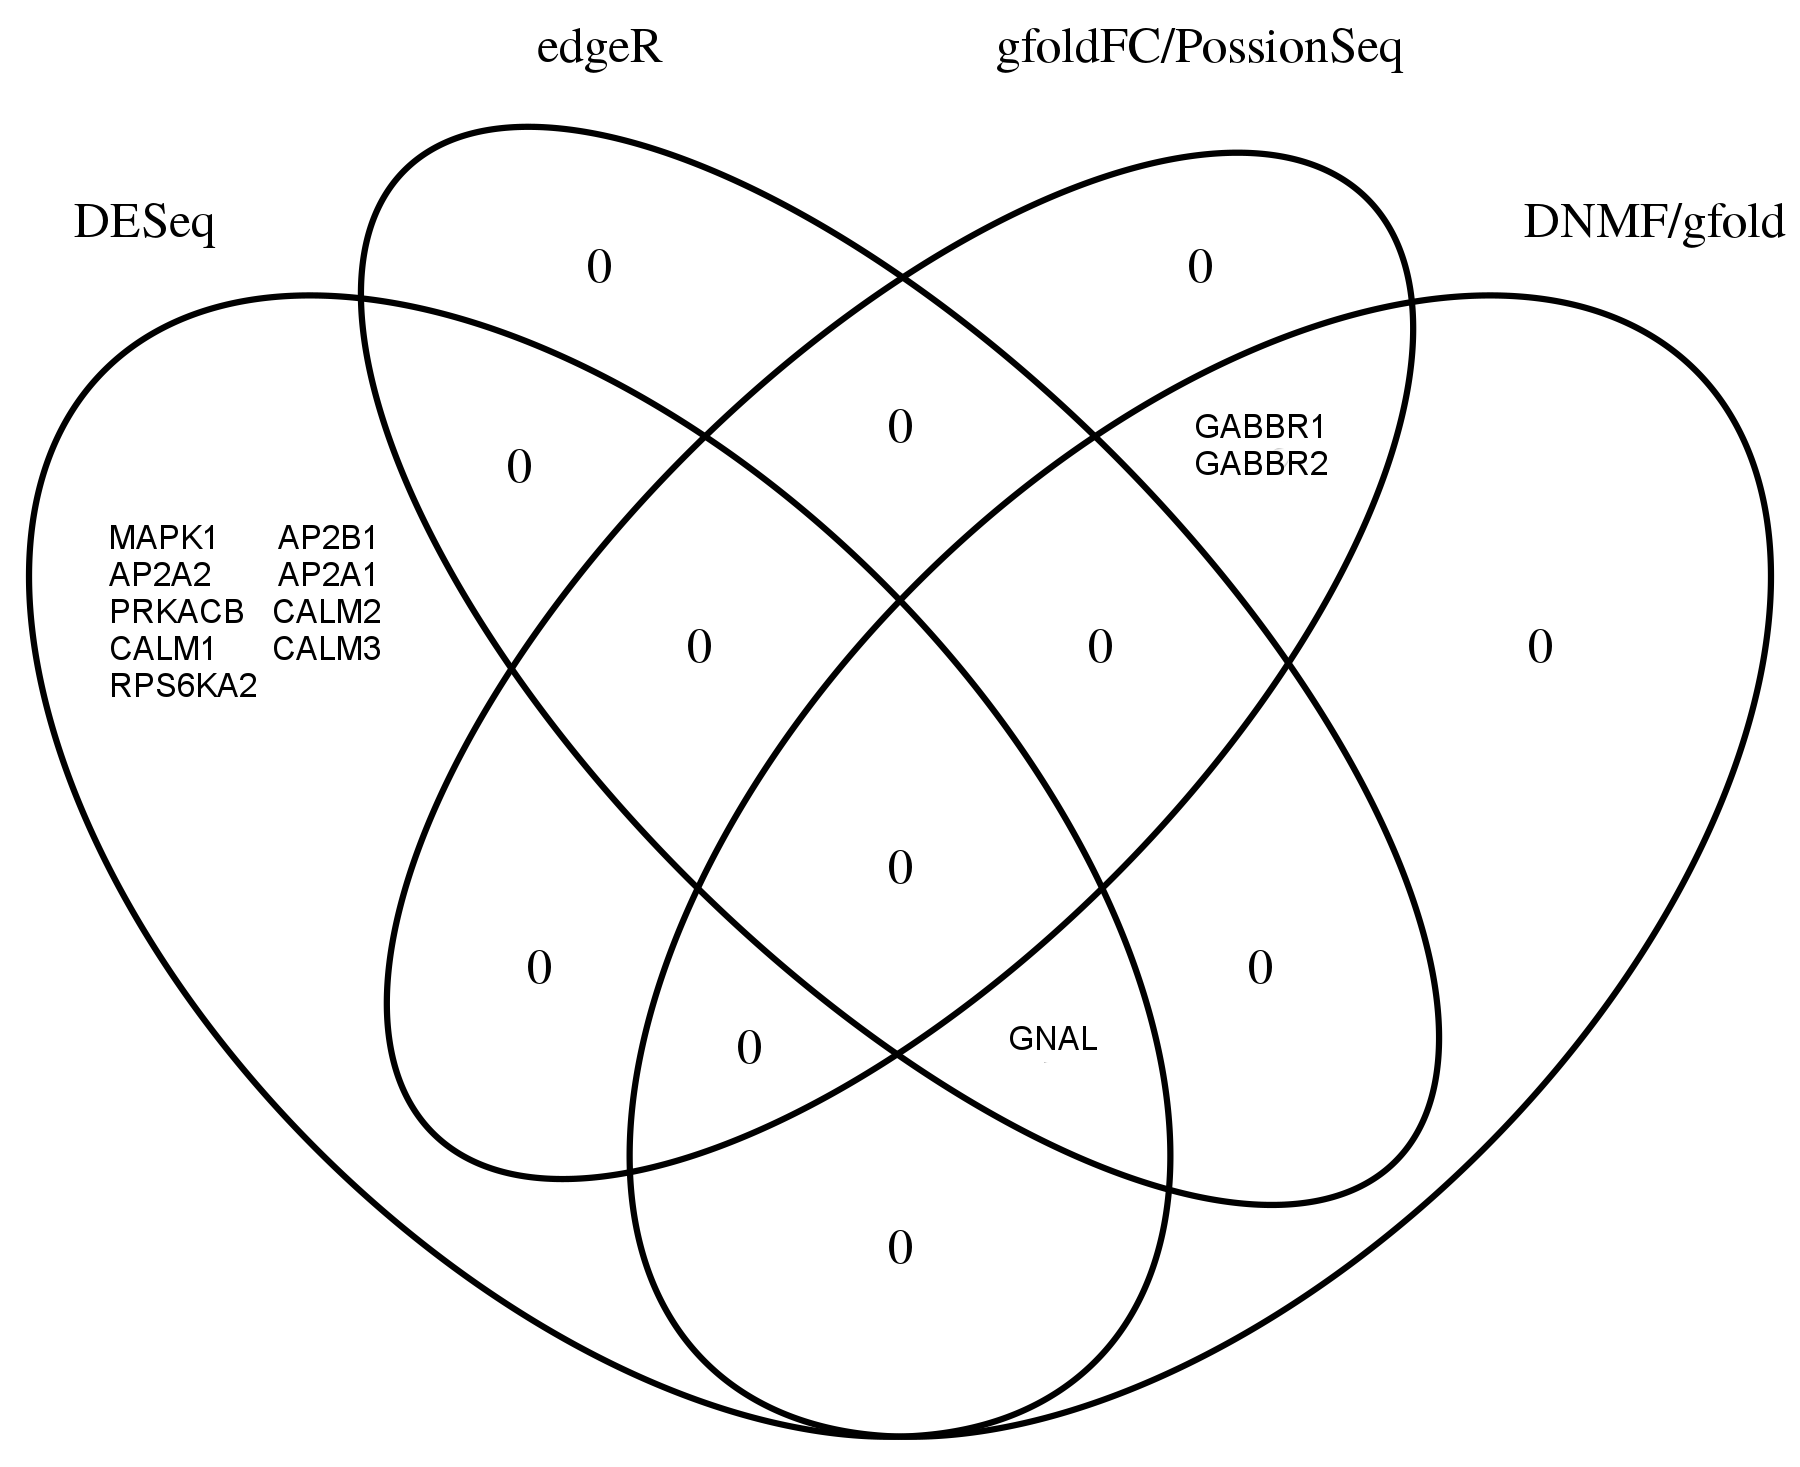 edgeR
gfoldFC/PossionSeq
DESeq
DNMF/gfold
0
0
0
GABBR1
GABBR2
0
MAPK1 AP2B1
AP2A2 AP2A1
PRKACB CALM2
CALM1 CALM3
RPS6KA2
0
0
0
0
0
0
0
GNAL
0